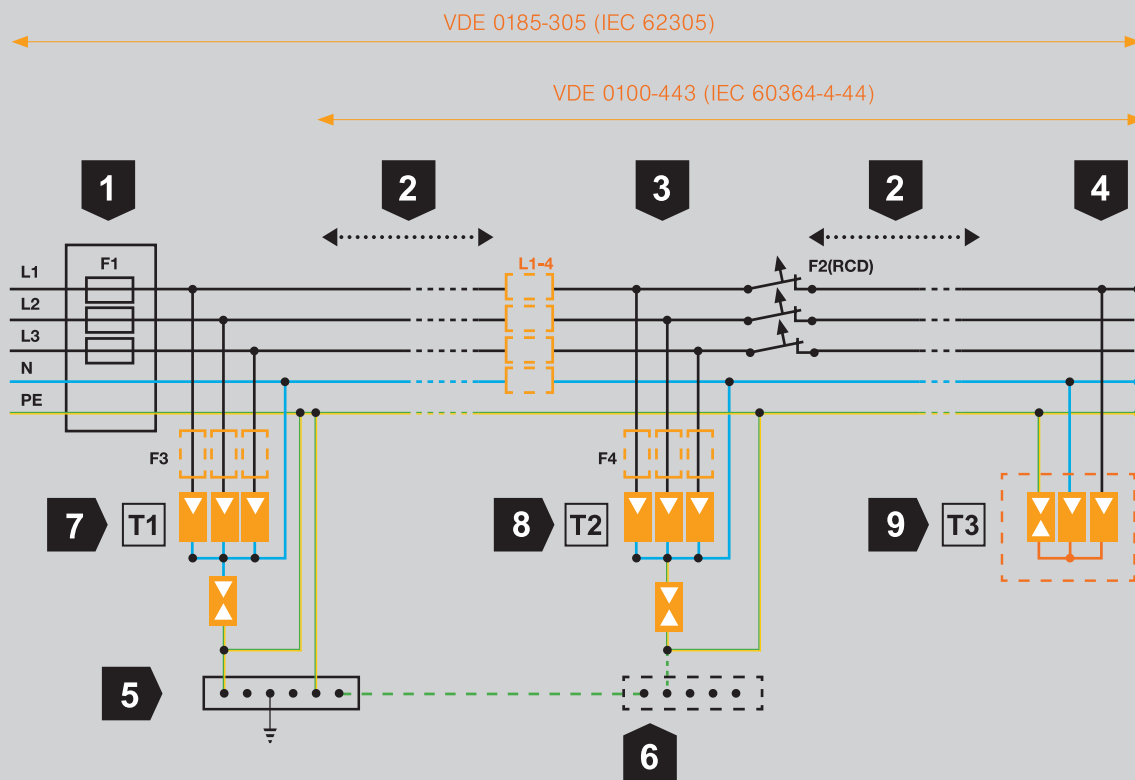 VDE 0185-305 (IEC 62305)
VDE 0100-443 (IEC 60364-4-44)
1
2
3
2
4
F1
L1-4
F2(RCD)
L1
L2
L3
N
PE
F3
F4
7
T1
8
T2
9
T3
5
6